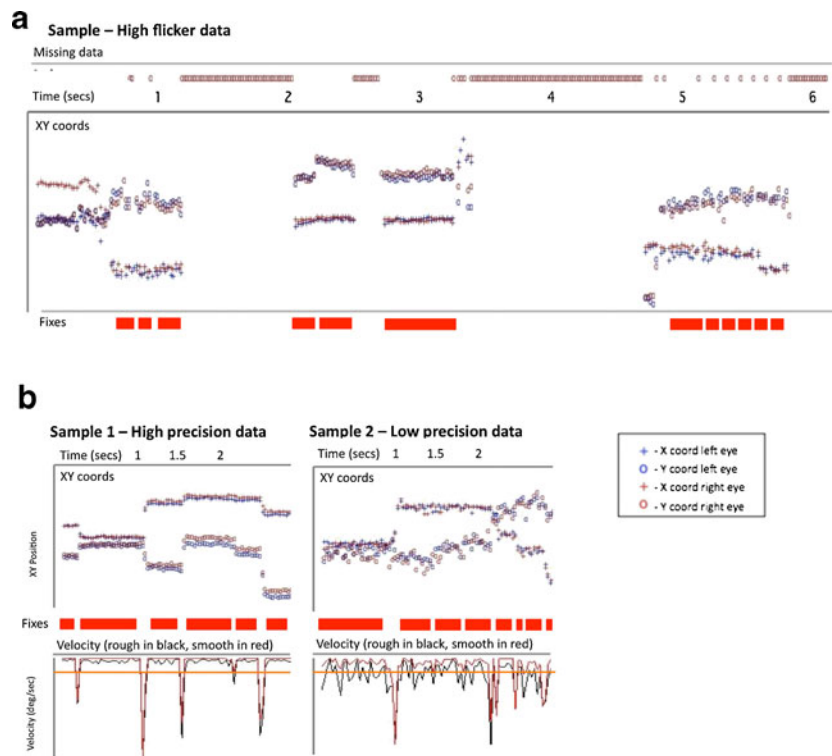 a
Sample – High flicker data
Missing data
Time (secs) 1 2 3 4 5 6
XY coords
Fixes
b
Sample 1 – High precision data
Time (secs) 1 1.5 2
XY coords
XY Position
Sample 2 – Low precision data
Time (secs) 1 1.5 2
XY coords
+ - X coord left eye
o - Y coord left eye
+ - X coord right eye
o - Y coord right eye
Fixes
Velocity (rough in black, smooth in red)
Velocity (deg/sec)
Velocity (rough in black, smooth in red)
Velocity (deg/sec)